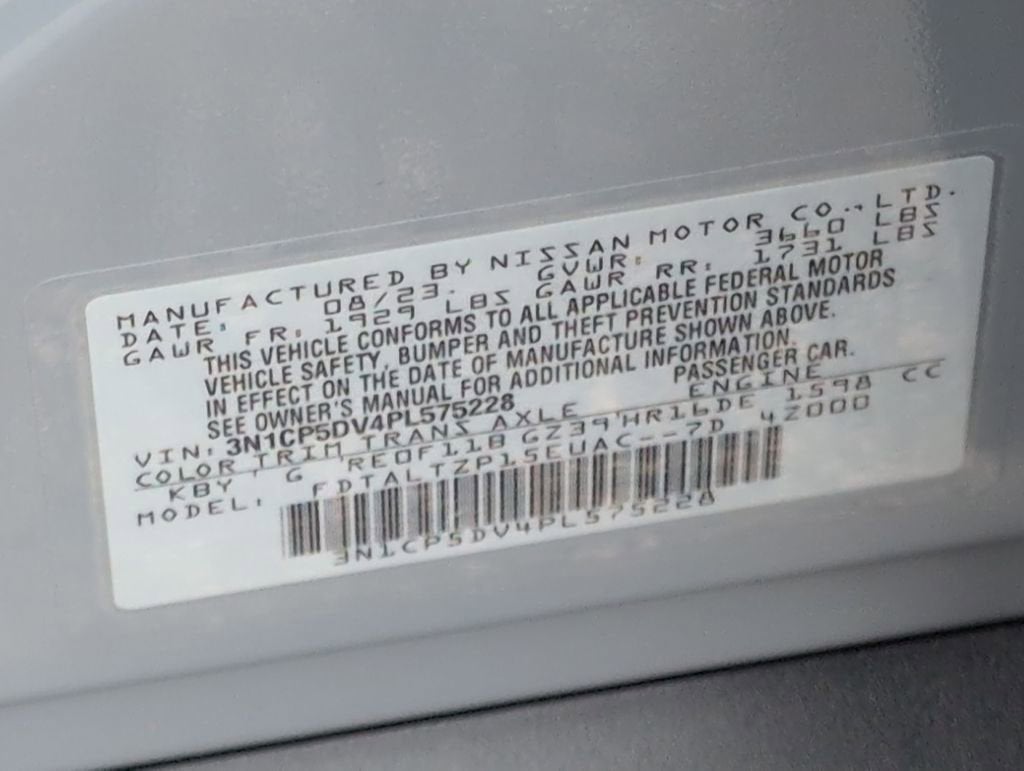 MANUFACTURED BY NISSAN MOTOR CO., LTD.
DATE: 08/23. GVWR: 3660 LBS
GAWR FR: 1929 LBS GAWR RR: 1731 LBS
THIS VEHICLE CONFORMS TO ALL APPLICABLE FEDERAL MOTOR
VEHICLE SAFETY, BUMPER AND THEFT PREVENTION STANDARDS
IN EFFECT ON THE DATE OF MANUFACTURE SHOWN ABOVE.
SEE OWNER'S MANUAL FOR ADDITIONAL INFORMATION.
VIN: 3N1CP5DV4PL575228 PASSENGER CAR.
COLOR TRIM TRANS AXLE ENGINE
KBY G RE0F11B GZ39 HR16DE 1598 CC
MODEL: FDTALTZP15EUAC--7D 4Z000
3N1CP5DV4PL575228